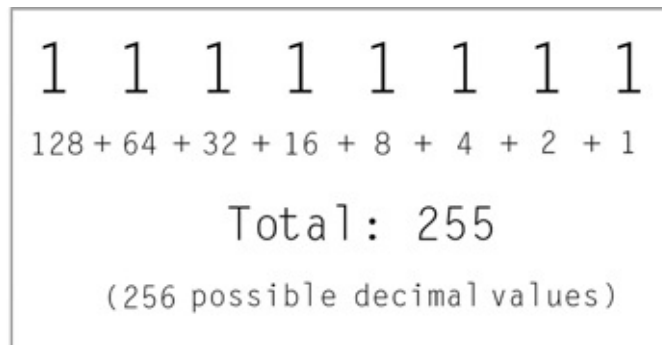 1 1 1 1 1 1 1 1
128 + 64 + 32 + 16 + 8 + 4 + 2 + 1
Total: 255
(256 possible decimal values)